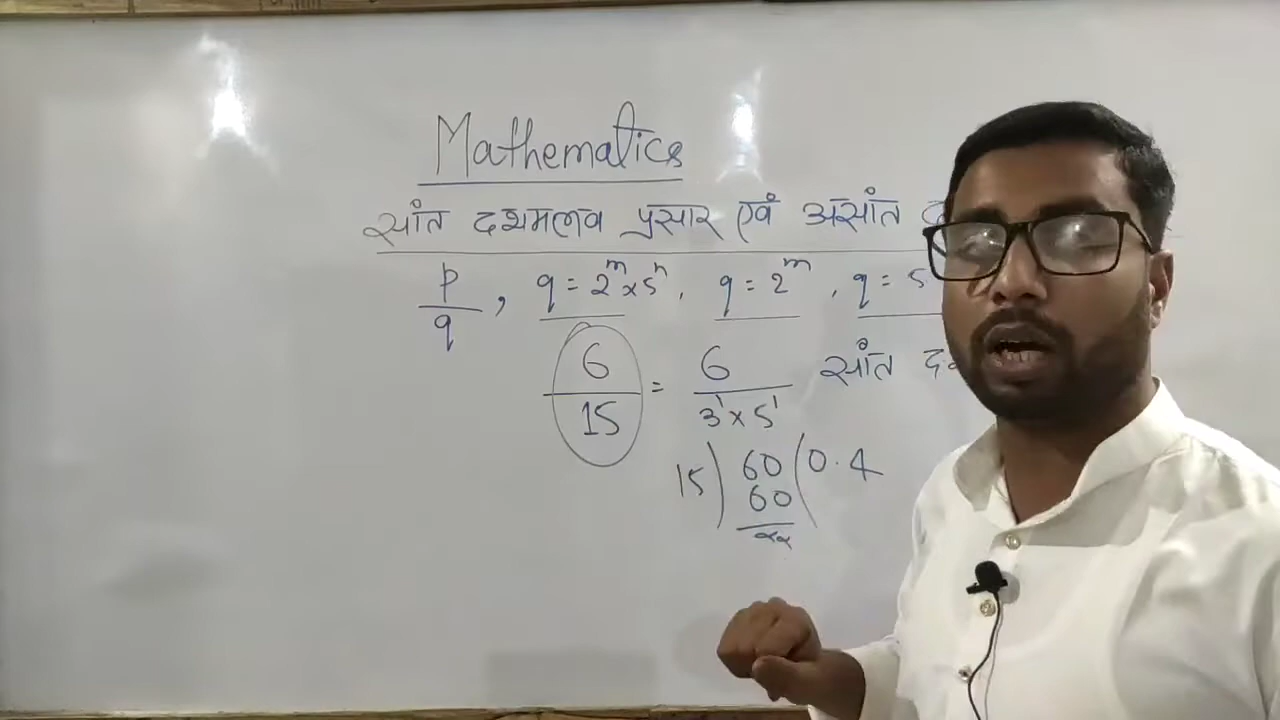 Mathematics
सांत दशमलव प्रसार एवं असांत
p/q , q = 2^m x 5^n , q = 2^m , q = 5
6/15 = 6/3^1 x 5^1 सांत
15 ) 60 ( 0.4
60
xx